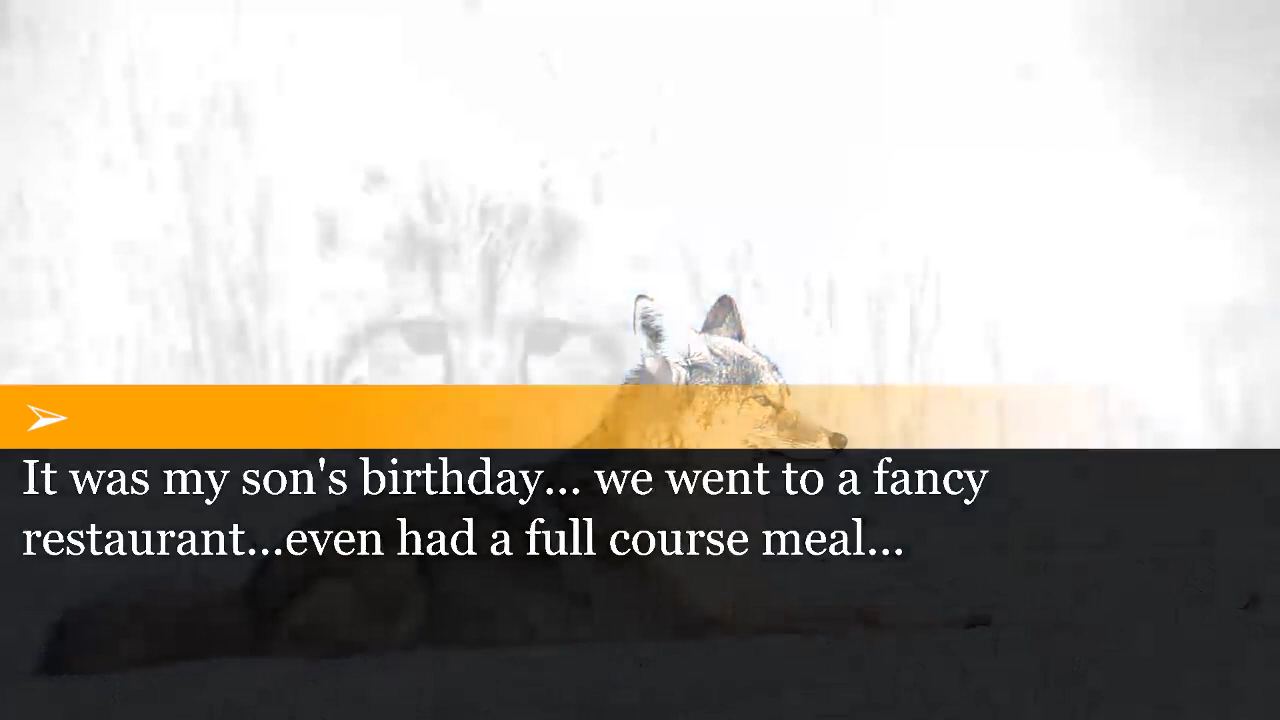 It was my son's birthday... we went to a fancy
restaurant...even had a full course meal...